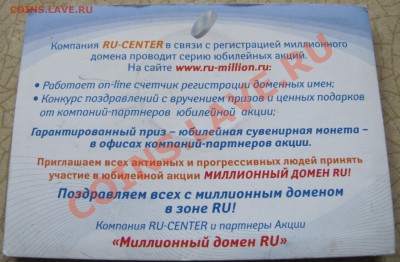 COINS.LAVE.RU
Компания RU-CENTER в связи с регистрацией миллионного
домена проводит серию юбилейных акций.
На сайте www.ru-million.ru:
• Работает on-line счетчик регистрации доменных имен;
• Конкурс поздравлений с вручением призов и ценных подарков
от компаний-партнеров юбилейной акции;
Гарантированный приз – юбилейная сувенирная монета –
в офисах компаний-партнеров акции.
Приглашаем всех активных и прогрессивных людей принять
участие в юбилейной акции МИЛЛИОННЫЙ ДОМЕН RU!
Поздравляем всех с миллионным доменом
в зоне RU!
Компания RU-CENTER и партнеры Акции
«Миллионный домен RU»
COINS.LAVE.RU